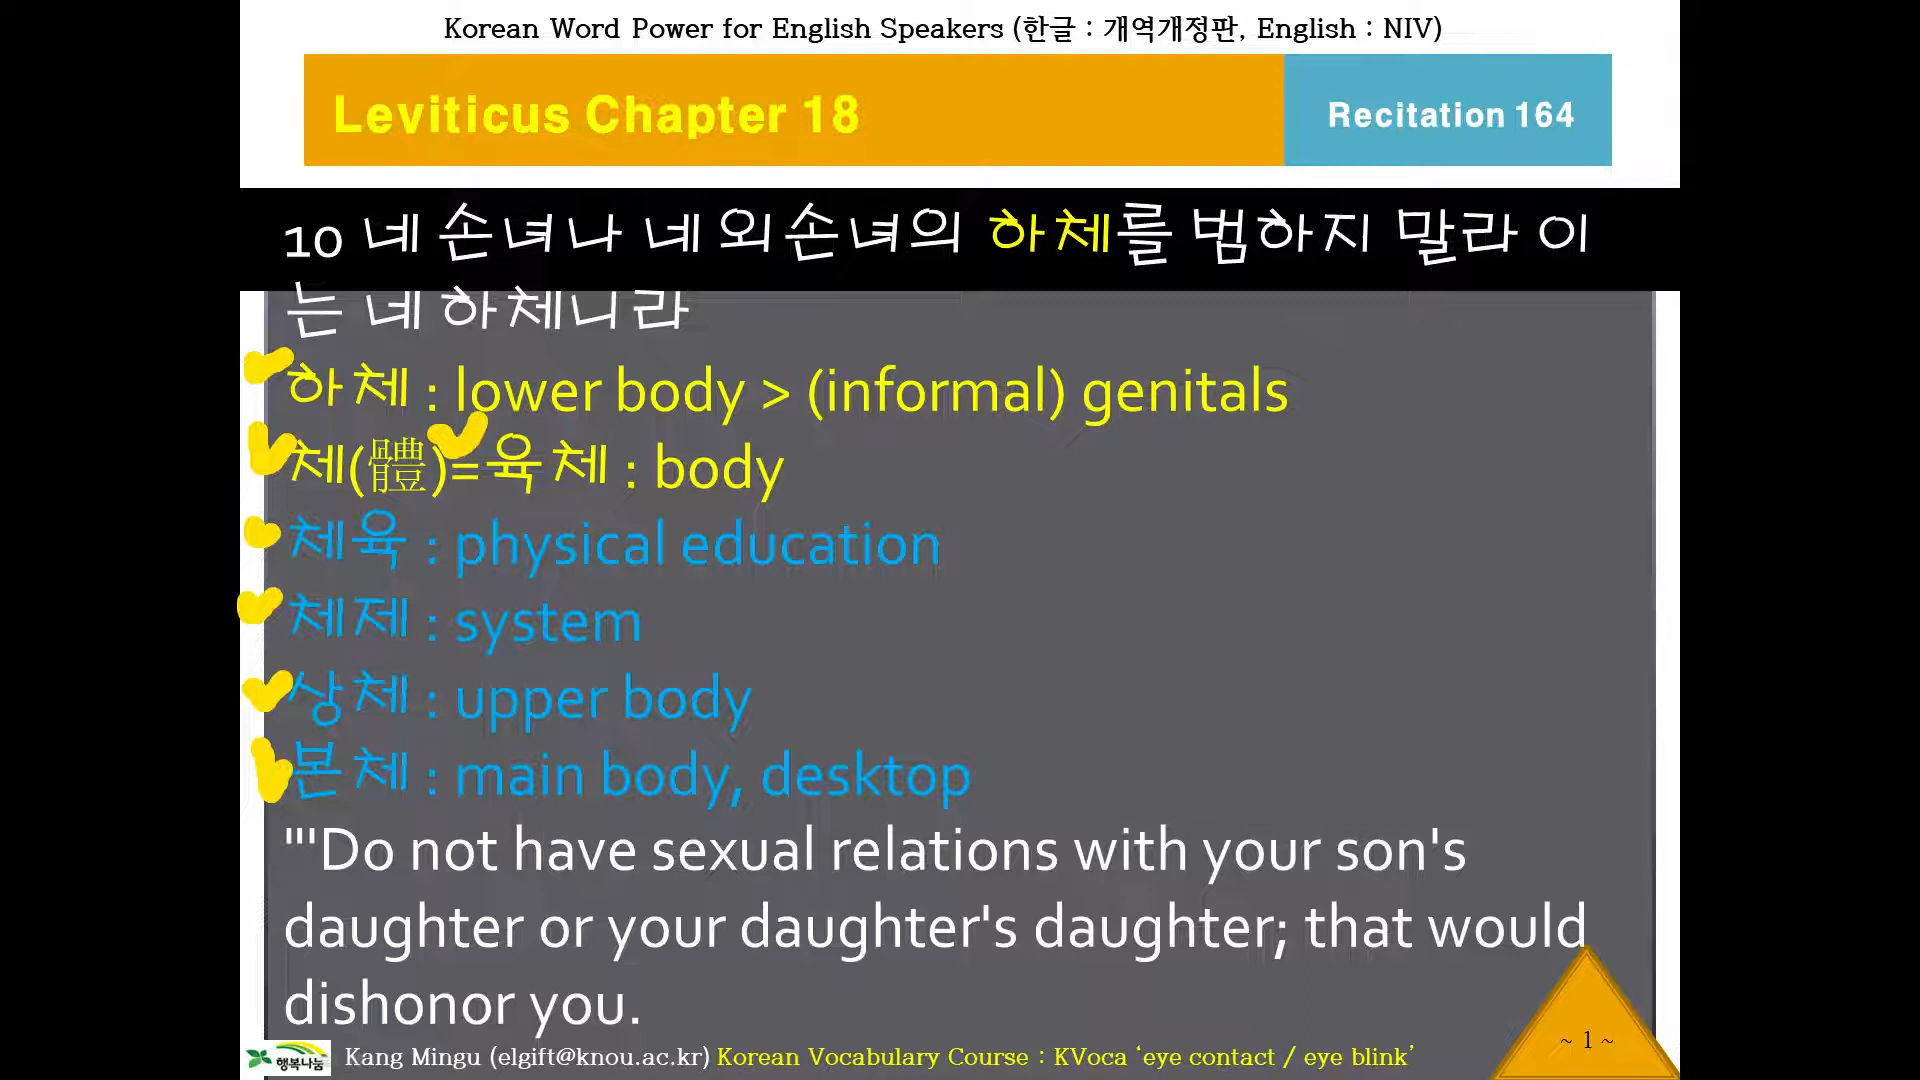 Korean Word Power for English Speakers (한글 : 개역개정판, English : NIV)
Leviticus Chapter 18
Recitation 164
10 네 손녀나 네 외손녀의 하체를 범하지 말라 이
는 네 하체니라
하체 : lower body > (informal) genitals
체(體)=육체 : body
체육 : physical education
체제 : system
상체 : upper body
본체 : main body, desktop
"'Do not have sexual relations with your son's
daughter or your daughter's daughter; that would
dishonor you.
행복나눔 Kang Mingu (elgift@knou.ac.kr) Korean Vocabulary Course : KVoca ‘eye contact / eye blink’
~ 1 ~